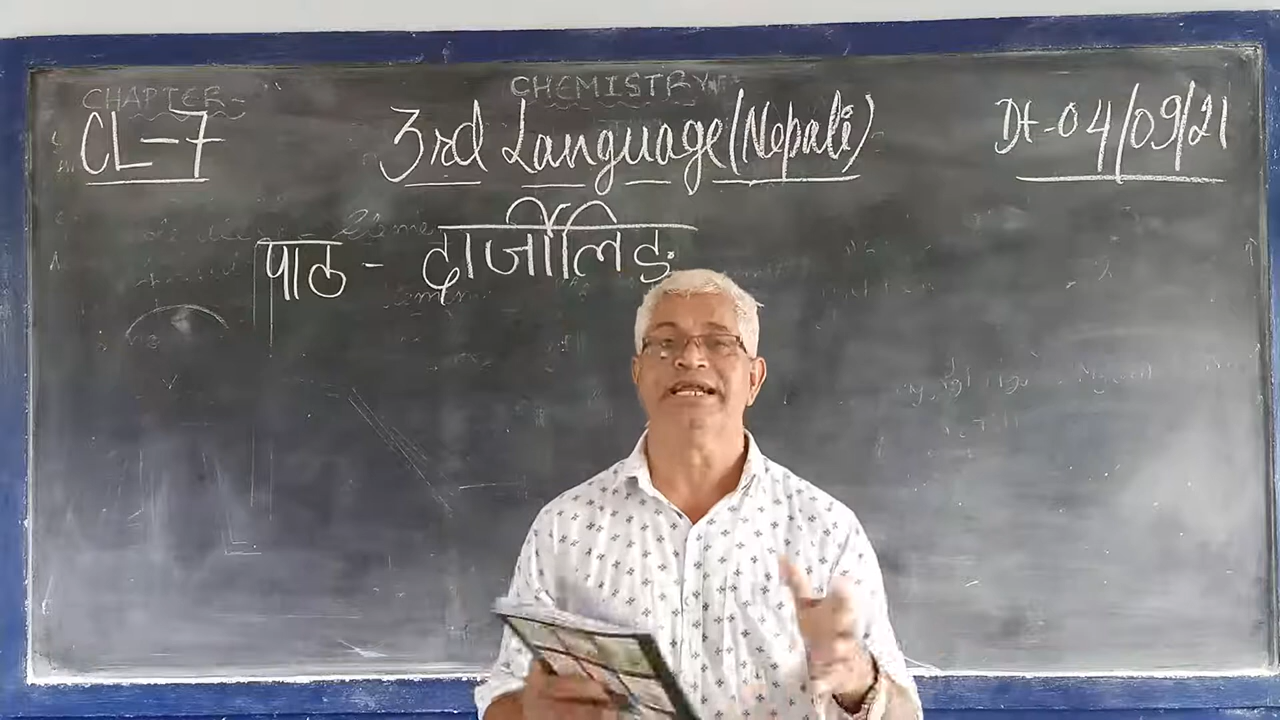 CHAPTER- CHEMISTRY
CL-7 3rd Language (Nepali) Dt-04/09/21
पाठ - दार्जीलिङ